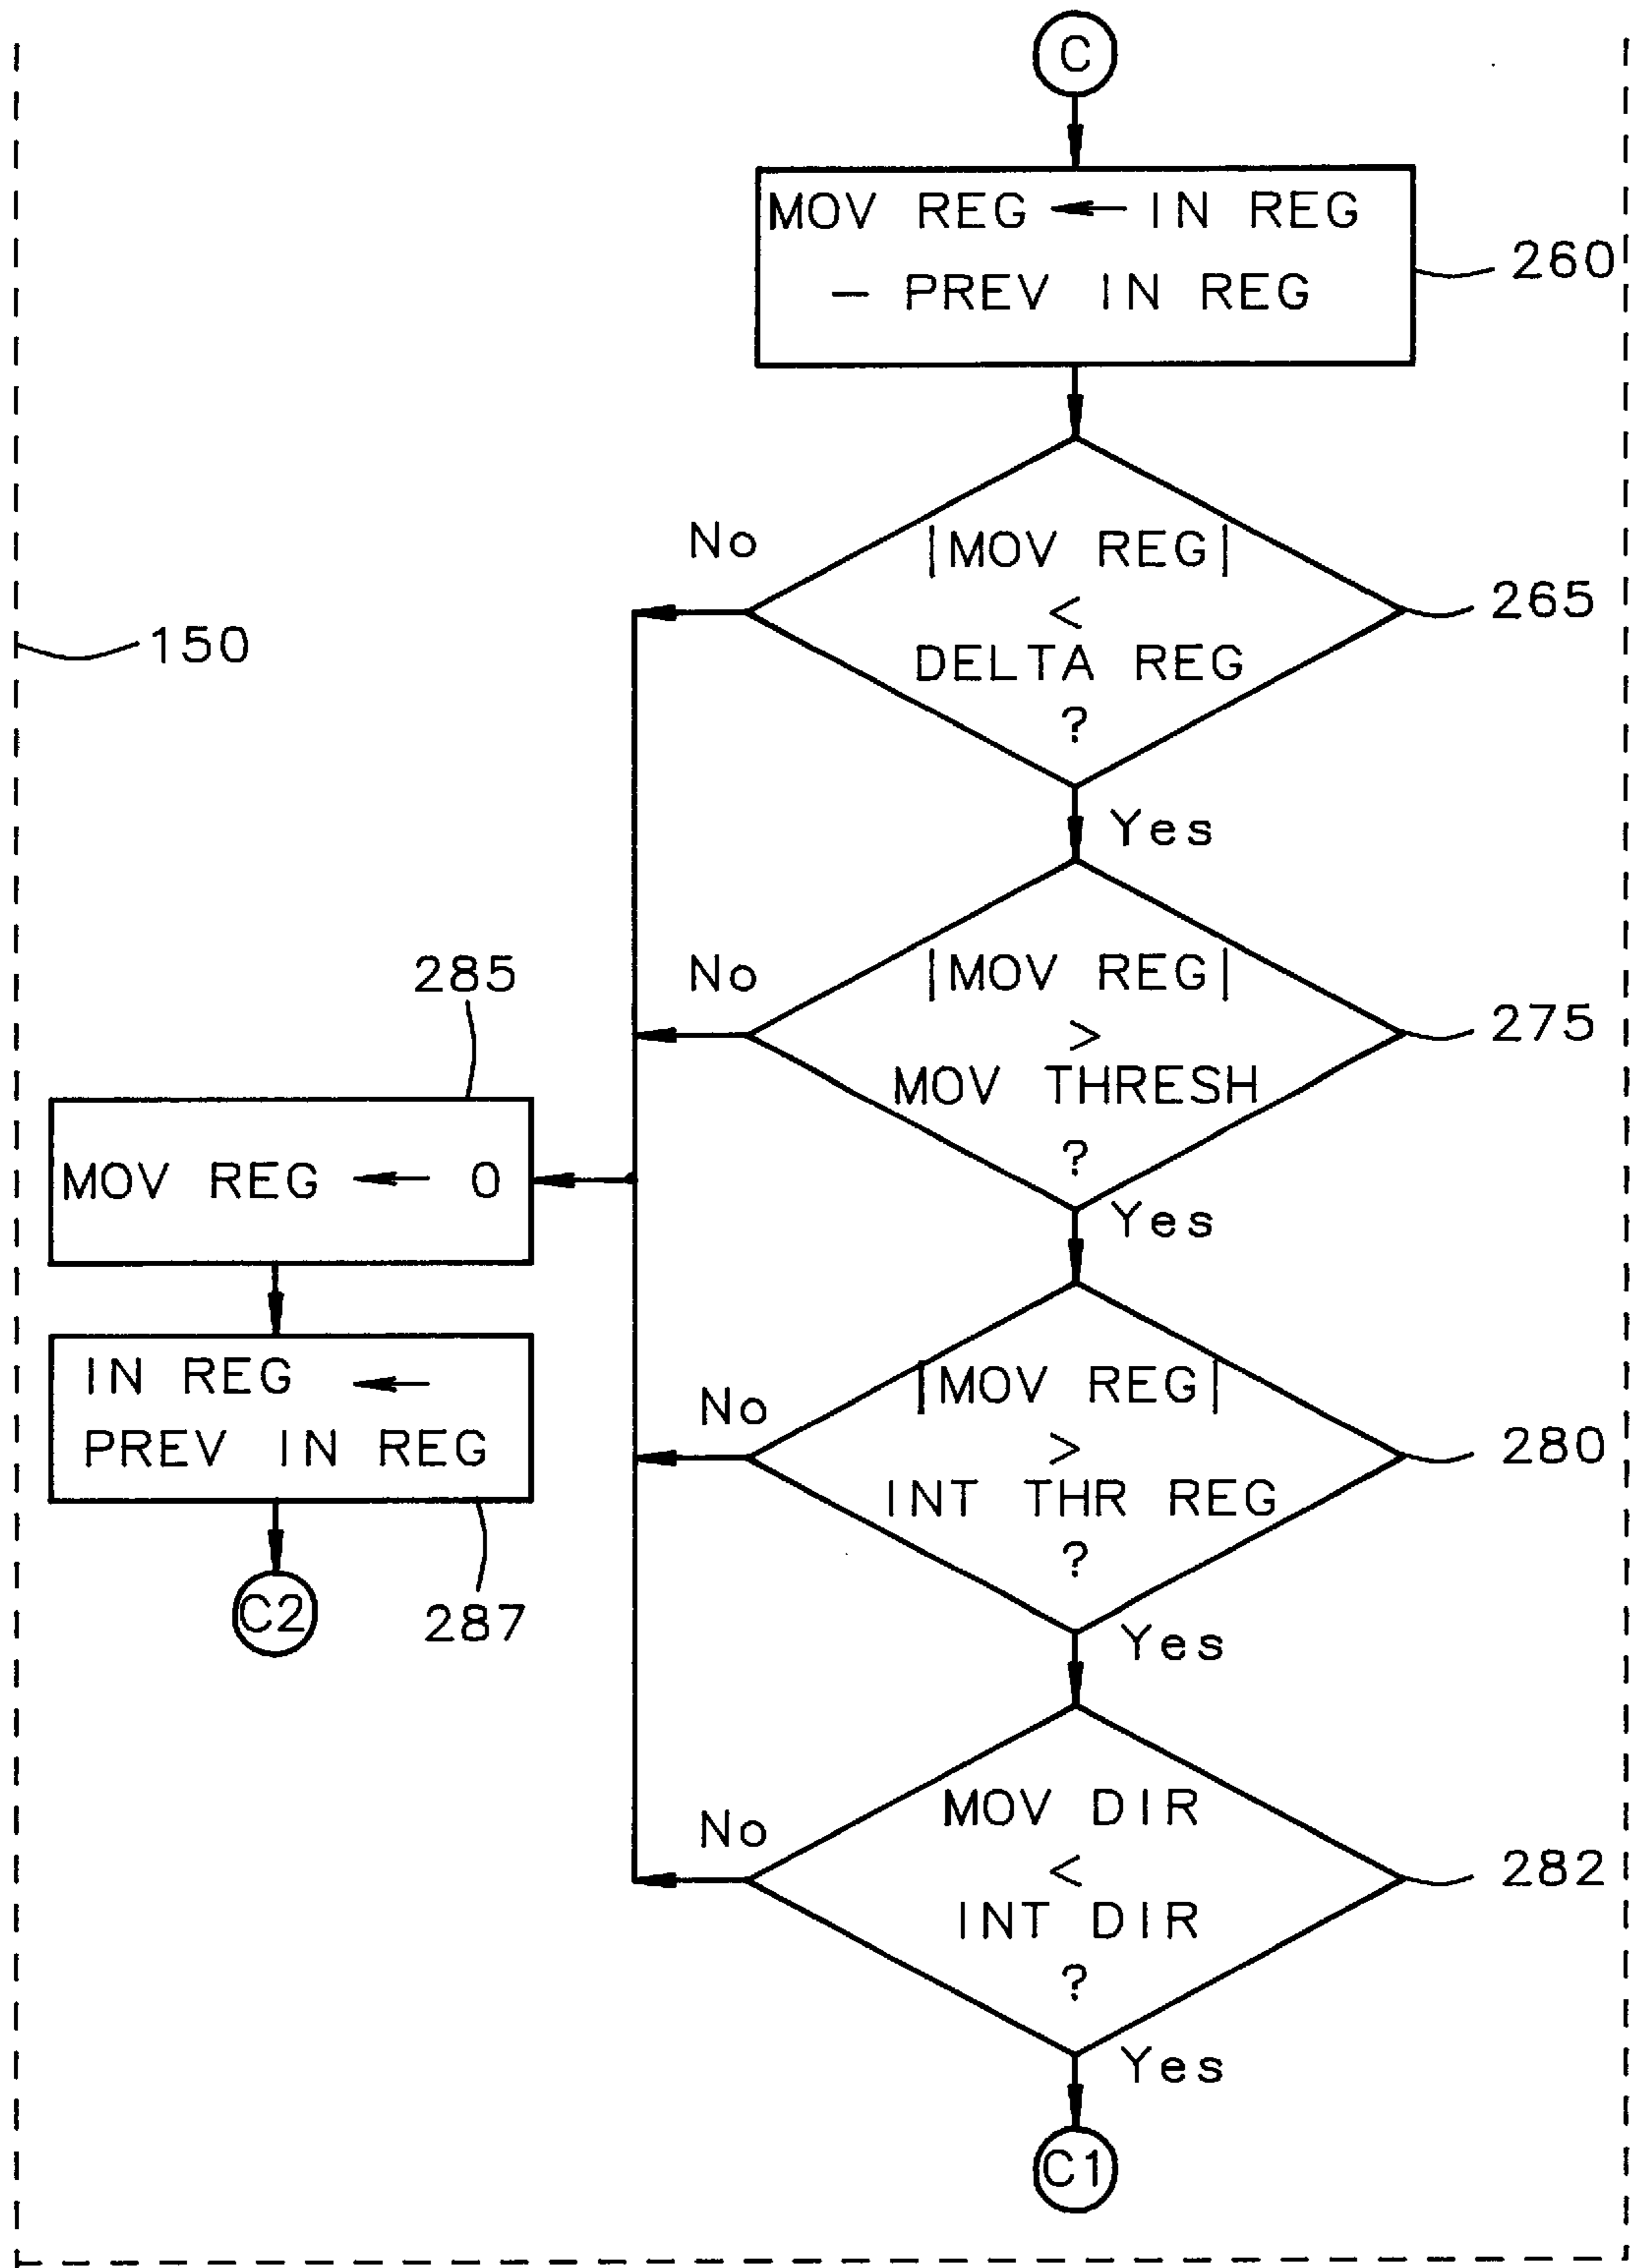 C
MOV REG ← IN REG
– PREV IN REG
260
No
|MOV REG|
<
DELTA REG
?
265
150
Yes
No
|MOV REG|
>
MOV THRESH
?
275
285
MOV REG ← 0
Yes
IN REG ←
PREV IN REG
287
C2
No
|MOV REG|
>
INT THR REG
?
280
Yes
No
MOV DIR
<
INT DIR
?
282
Yes
C1